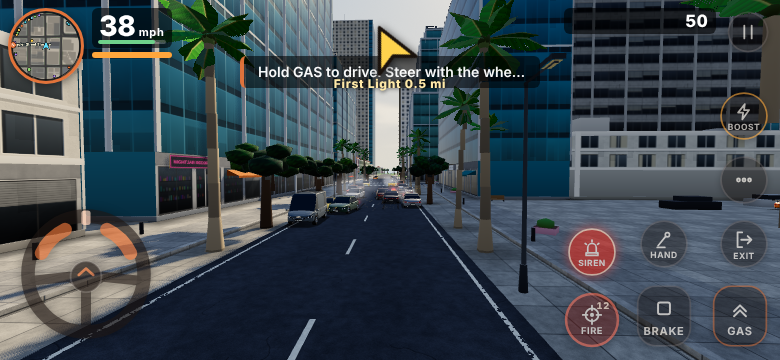 38 mph
50
Hold GAS to drive. Steer with the whe...
First Light 0.5 mi
BOOST
SIREN
HAND
EXIT
12
FIRE
BRAKE
GAS